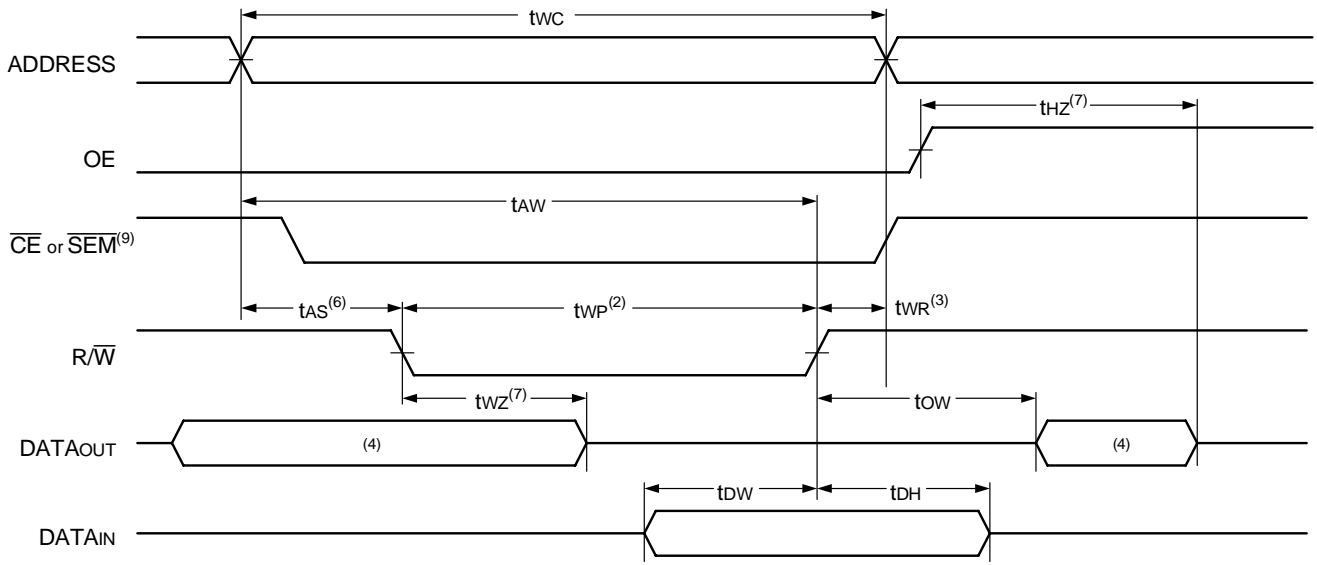 tWC
ADDRESS
tHZ(7)
OE
tAW
CE or SEM(9)
tAS(6) tWP(2) tWR(3)
R/W
tWZ(7) tOW
DATAOUT (4) (4)
tDW tDH
DATAIN